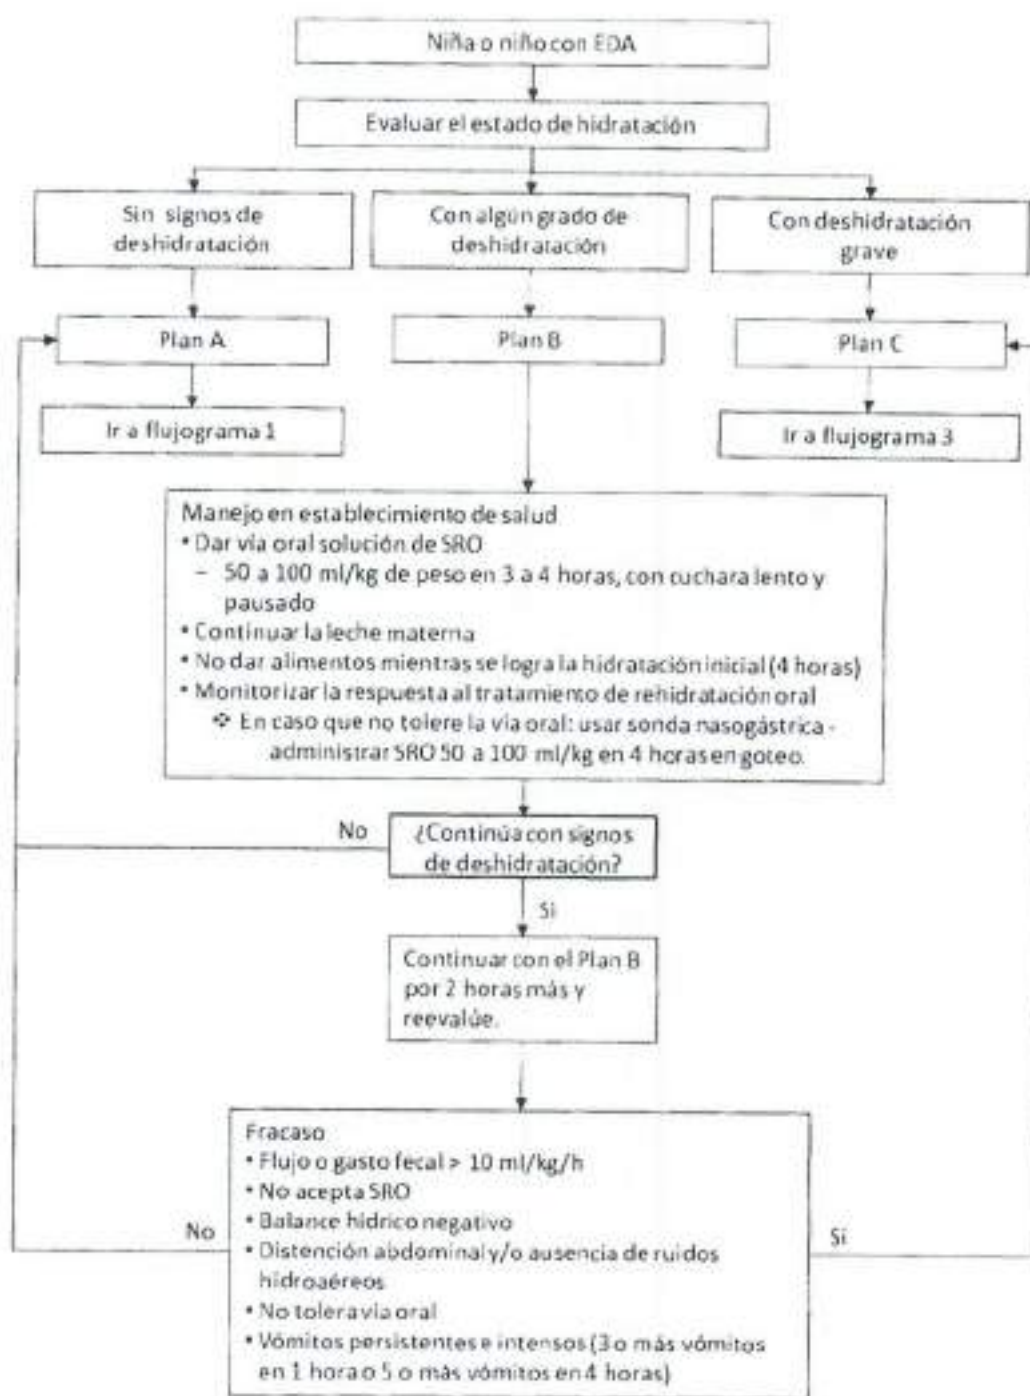 Niña o niño con EDA
Evaluar el estado de hidratación
Sin signos de
deshidratación
Con algún grado de
deshidratación
Con deshidratación
grave
Plan A
Plan B
Plan C
Ir a flujograma 1
Ir a flujograma 3
Manejo en establecimiento de salud
• Dar vía oral solución de SRO
– 50 a 100 ml/kg de peso en 3 a 4 horas, con cuchara lento y
pausado
• Continuar la leche materna
• No dar alimentos mientras se logra la hidratación inicial (4 horas)
• Monitorizar la respuesta al tratamiento de rehidratación oral
❖ En caso que no tolere la vía oral: usar sonda nasogástrica -
administrar SRO 50 a 100 ml/kg en 4 horas en goteo.
No
¿Continúa con signos
de deshidratación?
Si
Continuar con el Plan B
por 2 horas más y
reevalúe.
Fracaso
• Flujo o gasto fecal > 10 ml/kg/h
• No acepta SRO
• Balance hídrico negativo
• Distención abdominal y/o ausencia de ruidos
hidroaéreos
• No tolera vía oral
• Vómitos persistentes e intensos (3 o más vómitos
en 1 hora o 5 o más vómitos en 4 horas)
No
Si